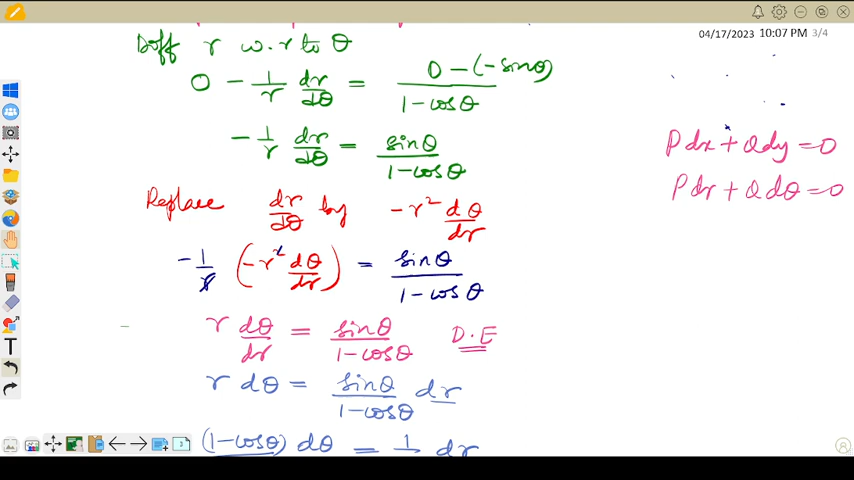 04/17/2023 10:07 PM 3/4
Diff r w.r to θ
0 - 1/r dr/dθ = 0-(-sinθ)/1-cosθ
- 1/r dr/dθ = sinθ/1-cosθ
Pdx + Qdy = 0
Pdr + Qdθ = 0
Replace dr/dθ by -r² dθ/dr
- 1/r (-r² dθ/dr) = sinθ/1-cosθ
r dθ/dr = sinθ/1-cosθ D.E
r dθ = sinθ/1-cosθ dr
(1-cosθ) dθ = 1 dr